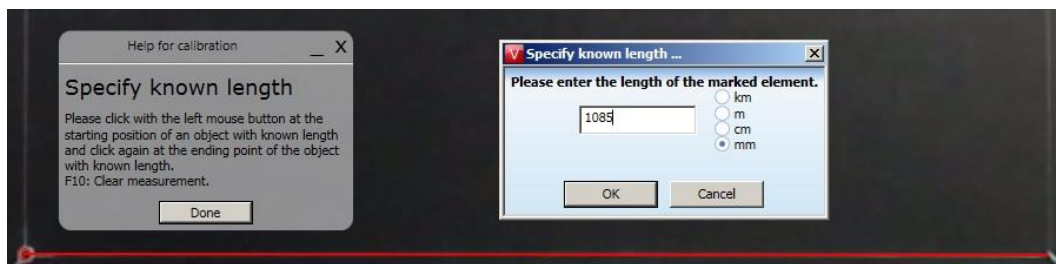 Help for calibration
_ X
Specify known length
Please click with the left mouse button at the
starting position of an object with known length
and click again at the ending point of the object
with known length.
F10: Clear measurement.
Done
V Specify known length ...
Please enter the length of the marked element.
1085
km
m
cm
mm
OK
Cancel